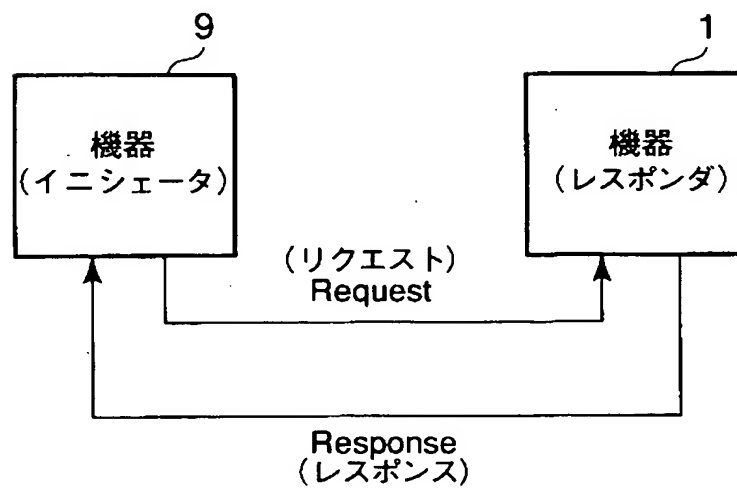 9
1
機器
(イニシェータ)
機器
(レスポンダ)
(リクエスト)
Request
Response
(レスポンス)